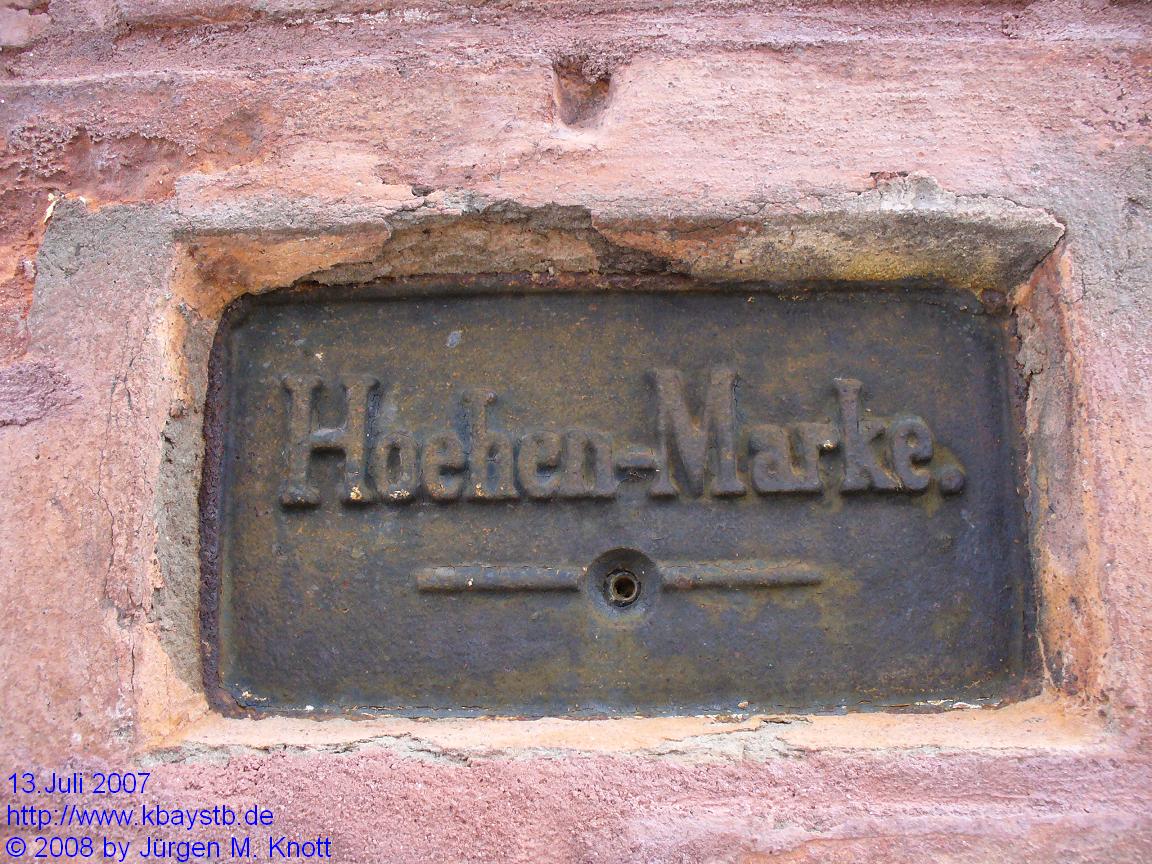 Hoehen-Marke.
13.Juli 2007
http://www.kbaystb.de
© 2008 by Jürgen M. Knott